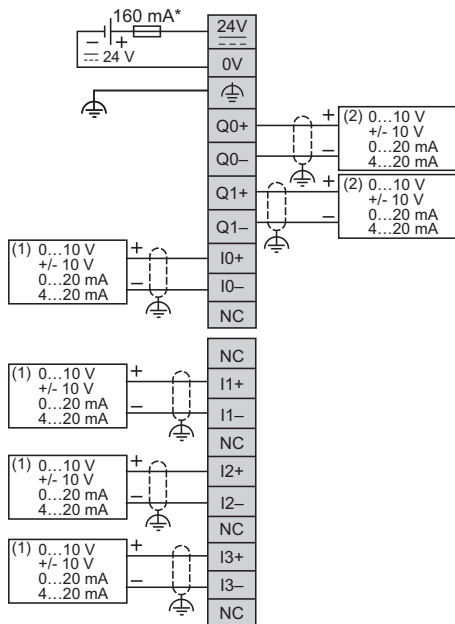 160 mA*
– +
24 V
24V
0V
Q0+
Q0–
Q1+
Q1–
I0+
I0–
NC
+ (2) 0...10 V
+/- 10 V
– 0...20 mA
4...20 mA
+ (2) 0...10 V
+/- 10 V
– 0...20 mA
4...20 mA
(1) 0...10 V +
+/- 10 V
0...20 mA –
4...20 mA
NC
I1+
I1–
NC
I2+
I2–
NC
I3+
I3–
NC
(1) 0...10 V +
+/- 10 V
0...20 mA –
4...20 mA
(1) 0...10 V +
+/- 10 V
0...20 mA –
4...20 mA
(1) 0...10 V +
+/- 10 V
0...20 mA –
4...20 mA